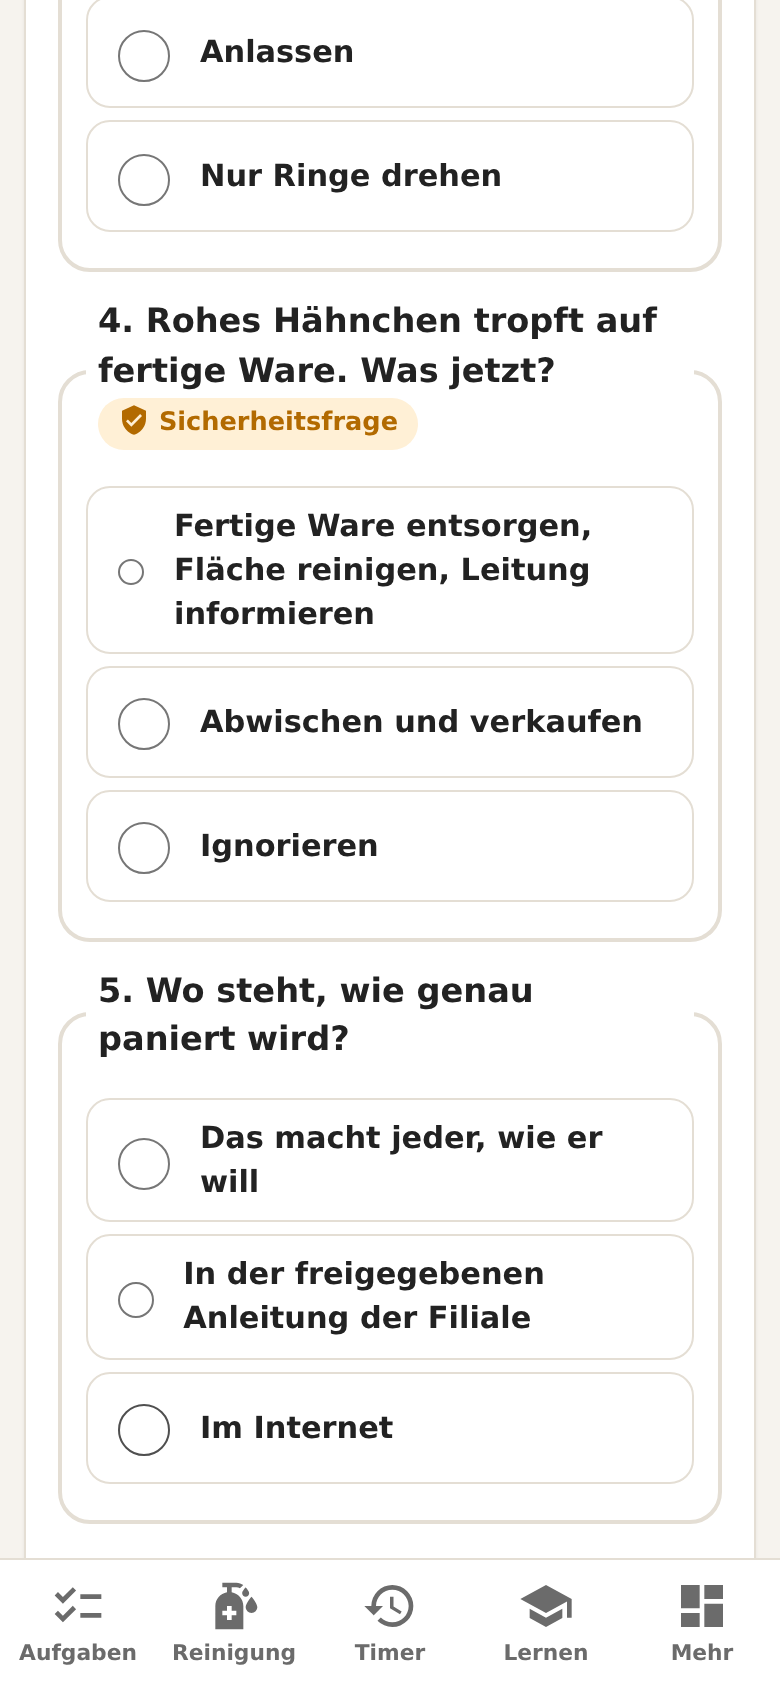 Anlassen
Nur Ringe drehen
4. Rohes Hähnchen tropft auf
fertige Ware. Was jetzt?
Sicherheitsfrage
Fertige Ware entsorgen,
Fläche reinigen, Leitung
informieren
Abwischen und verkaufen
Ignorieren
5. Wo steht, wie genau
paniert wird?
Das macht jeder, wie er
will
In der freigegebenen
Anleitung der Filiale
Im Internet
Aufgaben
Reinigung
Timer
Lernen
Mehr